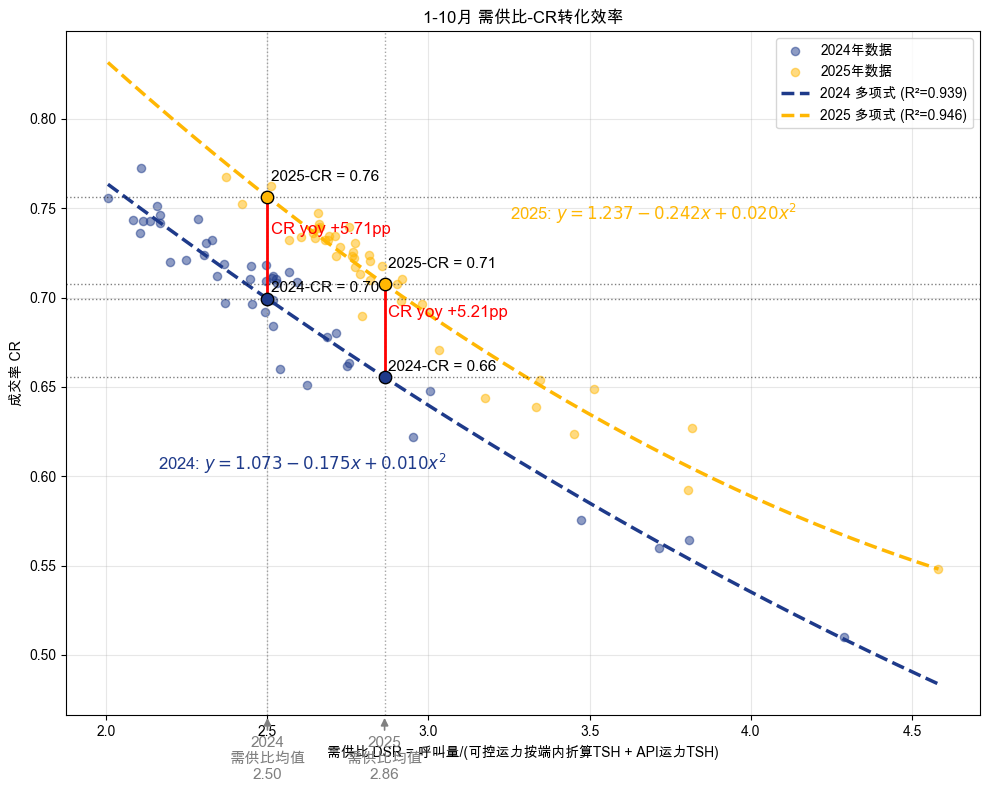 1-10月 需供比-CR转化效率
2024年数据
2025年数据
2024 多项式 (R²=0.939)
2025 多项式 (R²=0.946)
成交率 CR
0.80
0.75
0.70
0.65
0.60
0.55
0.50
2025-CR = 0.76
CR yoy +5.71pp
2024-CR = 0.70
2025: y = 1.237 − 0.242x + 0.020x²
2025-CR = 0.71
CR yoy +5.21pp
2024-CR = 0.66
2024: y = 1.073 − 0.175x + 0.010x²
2.0
2.5
3.0
3.5
4.0
4.5
需供比 DSR = 呼叫量/(可控运力按端内折算TSH + API运力TSH)
2024
需供比均值
2.50
2025
需供比均值
2.86